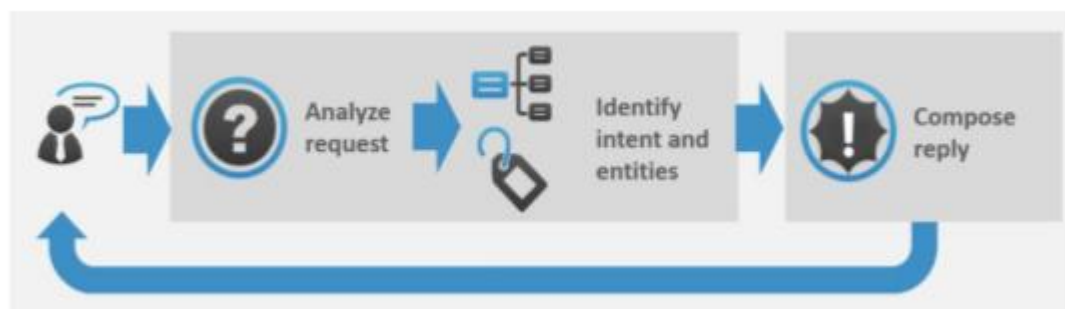 Analyze
request
Identify
intent and
entities
Compose
reply